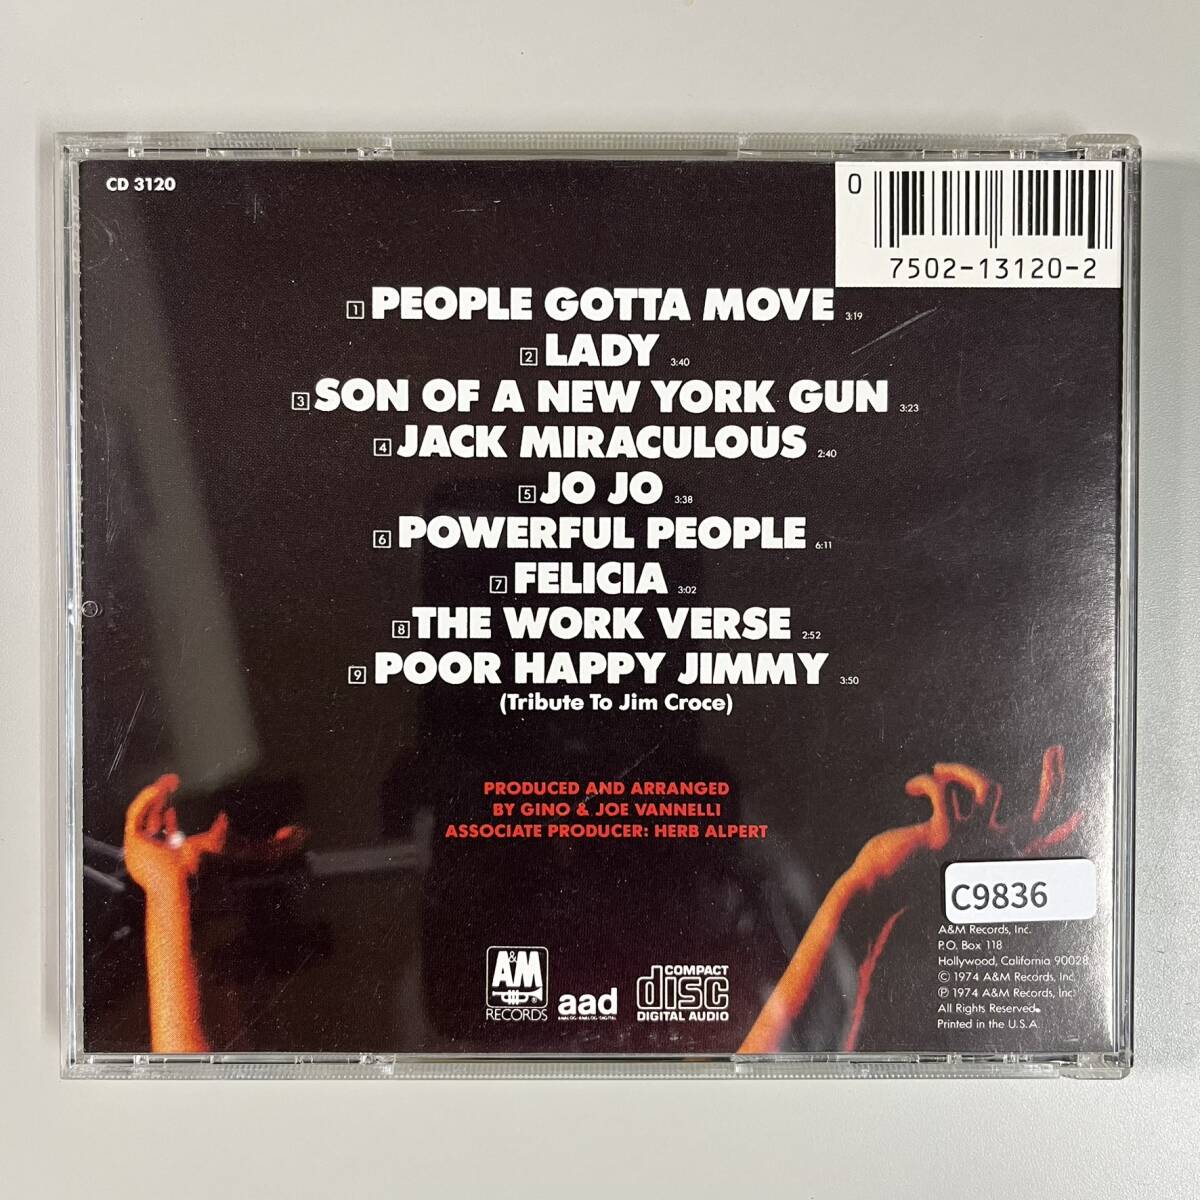 CD 3120
0
7502-13120-2
1 PEOPLE GOTTA MOVE 3:19
2 LADY 3:40
3 SON OF A NEW YORK GUN 3:23
4 JACK MIRACULOUS 2:40
5 JO JO 3:38
6 POWERFUL PEOPLE 6:11
7 FELICIA 3:02
8 THE WORK VERSE 2:52
9 POOR HAPPY JIMMY 3:50
(Tribute To Jim Croce)
PRODUCED AND ARRANGED
BY GINO & JOE VANNELLI
ASSOCIATE PRODUCER: HERB ALPERT
C9836
A&M Records, Inc.
P.O. Box 118
Hollywood, California 90028
© 1974 A&M Records, Inc.
℗ 1974 A&M Records, Inc.
All Rights Reserved.
Printed in the U.S.A.
A&M ®
RECORDS
aad
ANALOG-ANALOG-DIGITAL
COMPACT
disc
DIGITAL AUDIO